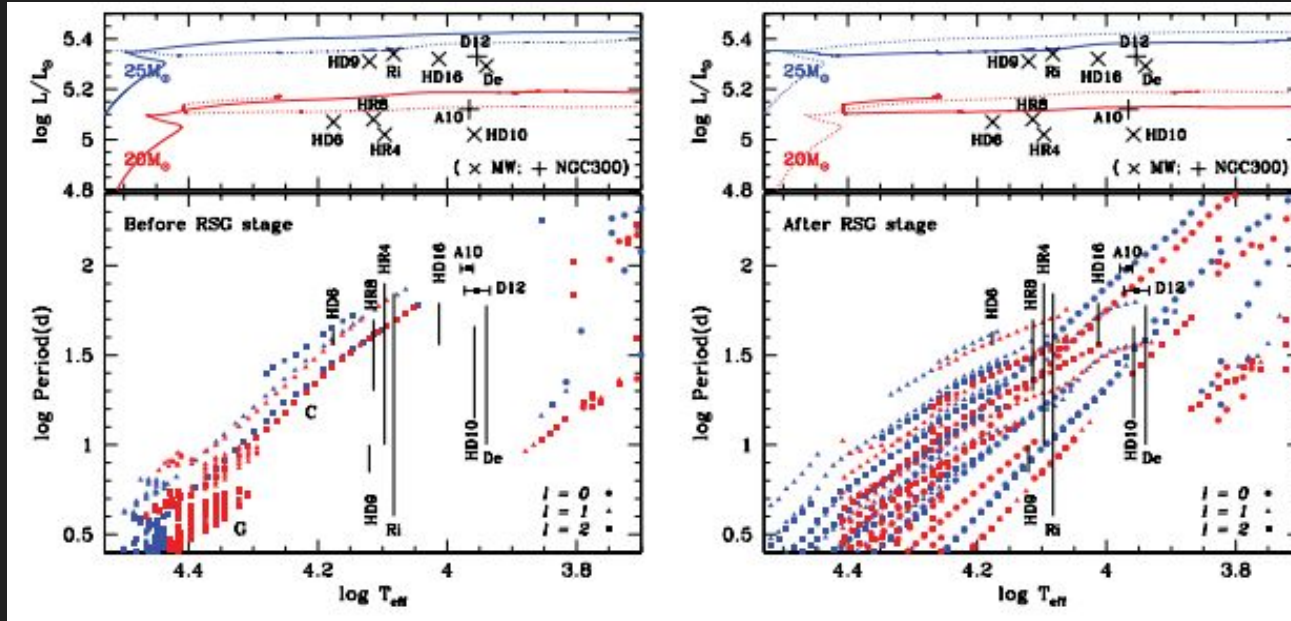 log L/L⊙
5.4
5.2
5
4.8
25M⊙
20M⊙
HD9
Ri
HD16
D12
De
HR8
HD6
HR4
A10
HD10
( × MW; + NGC300)
log Period(d)
2
1.5
1
0.5
Before RSG stage
A10
HD16
HR4
HR8
HD6
D12
C
HD10
De
HD9
G
Ri
l = 0
l = 1
l = 2
4.4 4.2 4 3.8
log Teff
log L/L⊙
5.4
5.2
5
4.8
25M⊙
20M⊙
HD9
Ri
HD16
D12
De
HR8
HD6
HR4
A10
HD10
( × MW; + NGC300)
log Period(d)
2
1.5
1
0.5
After RSG stage
A10
HD16
HR4
HR8
HD6
D12
HD10
De
HD9
Ri
l = 0
l = 1
l = 2
4.4 4.2 4 3.8
log Teff